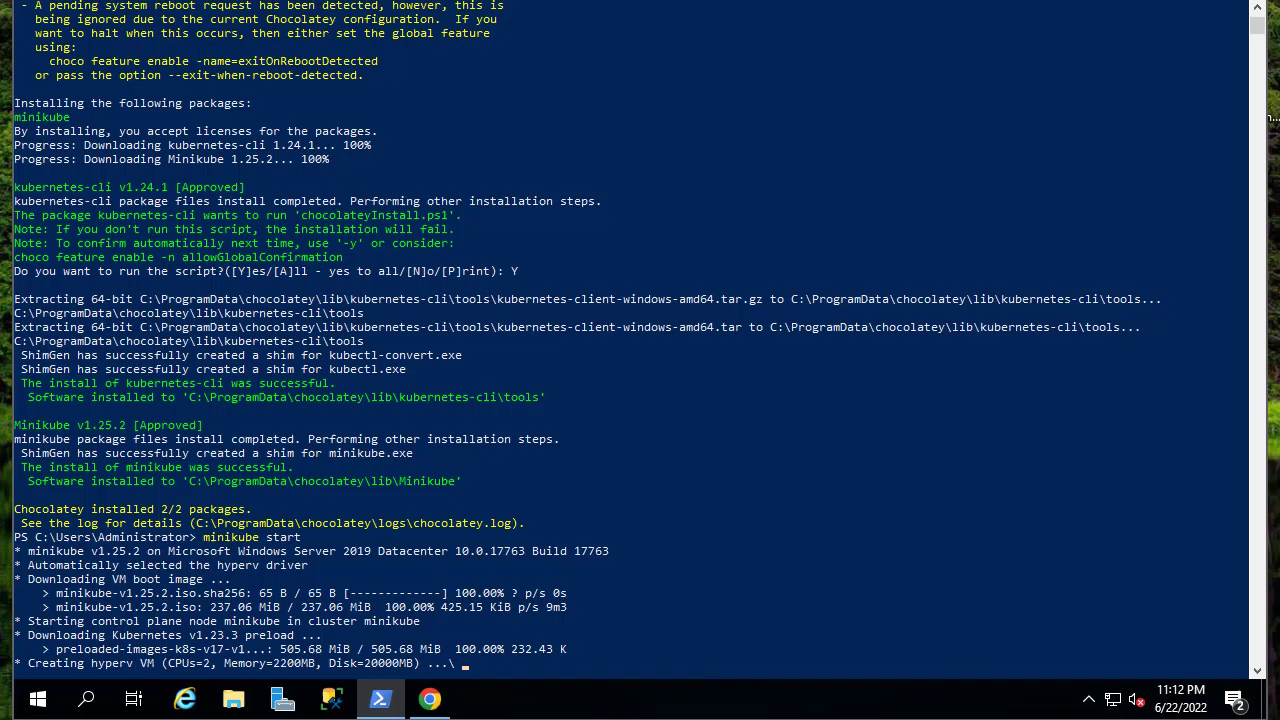 - A pending system reboot request has been detected, however, this is
being ignored due to the current Chocolatey configuration.  If you
want to halt when this occurs, then either set the global feature
using:
choco feature enable -name=exitOnRebootDetected
or pass the option --exit-when-reboot-detected.
Installing the following packages:
minikube
By installing, you accept licenses for the packages.
Progress: Downloading kubernetes-cli 1.24.1... 100%
Progress: Downloading Minikube 1.25.2... 100%
kubernetes-cli v1.24.1 [Approved]
kubernetes-cli package files install completed. Performing other installation steps.
The package kubernetes-cli wants to run 'chocolateyInstall.ps1'.
Note: If you don't run this script, the installation will fail.
Note: To confirm automatically next time, use '-y' or consider:
choco feature enable -n allowGlobalConfirmation
Do you want to run the script?([Y]es/[A]ll - yes to all/[N]o/[P]rint): Y
Extracting 64-bit C:\ProgramData\chocolatey\lib\kubernetes-cli\tools\kubernetes-client-windows-amd64.tar.gz to C:\ProgramData\chocolatey\lib\kubernetes-cli\tools...
C:\ProgramData\chocolatey\lib\kubernetes-cli\tools
Extracting 64-bit C:\ProgramData\chocolatey\lib\kubernetes-cli\tools\kubernetes-client-windows-amd64.tar to C:\ProgramData\chocolatey\lib\kubernetes-cli\tools...
C:\ProgramData\chocolatey\lib\kubernetes-cli\tools
ShimGen has successfully created a shim for kubectl-convert.exe
ShimGen has successfully created a shim for kubectl.exe
The install of kubernetes-cli was successful.
Software installed to 'C:\ProgramData\chocolatey\lib\kubernetes-cli\tools'
Minikube v1.25.2 [Approved]
minikube package files install completed. Performing other installation steps.
ShimGen has successfully created a shim for minikube.exe
The install of minikube was successful.
Software installed to 'C:\ProgramData\chocolatey\lib\Minikube'
Chocolatey installed 2/2 packages.
See the log for details (C:\ProgramData\chocolatey\logs\chocolatey.log).
PS C:\Users\Administrator> minikube start
* minikube v1.25.2 on Microsoft Windows Server 2019 Datacenter 10.0.17763 Build 17763
* Automatically selected the hyperv driver
* Downloading VM boot image ...
> minikube-v1.25.2.iso.sha256: 65 B / 65 B [-------------] 100.00% ? p/s 0s
> minikube-v1.25.2.iso: 237.06 MiB / 237.06 MiB  100.00% 425.15 KiB p/s 9m3
* Starting control plane node minikube in cluster minikube
* Downloading Kubernetes v1.23.3 preload ...
> preloaded-images-k8s-v17-v1...: 505.68 MiB / 505.68 MiB  100.00% 232.43 K
* Creating hyperv VM (CPUs=2, Memory=2200MB, Disk=20000MB) ...\ _
n...
11:12 PM
6/22/2022
2